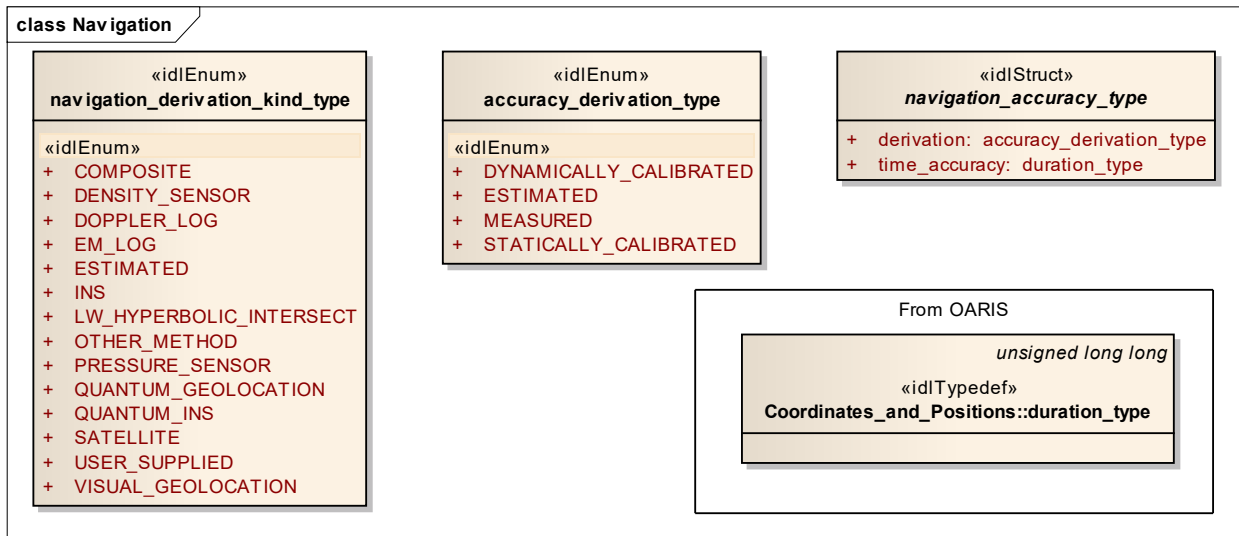 class Navigation
«idlEnum»
navigation_derivation_kind_type
«idlEnum»
+ COMPOSITE
+ DENSITY_SENSOR
+ DOPPLER_LOG
+ EM_LOG
+ ESTIMATED
+ INS
+ LW_HYPERBOLIC_INTERSECT
+ OTHER_METHOD
+ PRESSURE_SENSOR
+ QUANTUM_GEOLOCATION
+ QUANTUM_INS
+ SATELLITE
+ USER_SUPPLIED
+ VISUAL_GEOLOCATION
«idlEnum»
accuracy_derivation_type
«idlEnum»
+ DYNAMICALLY_CALIBRATED
+ ESTIMATED
+ MEASURED
+ STATICALLY_CALIBRATED
«idlStruct»
navigation_accuracy_type
+ derivation: accuracy_derivation_type
+ time_accuracy: duration_type
From OARIS
unsigned long long
«idlTypedef»
Coordinates_and_Positions::duration_type